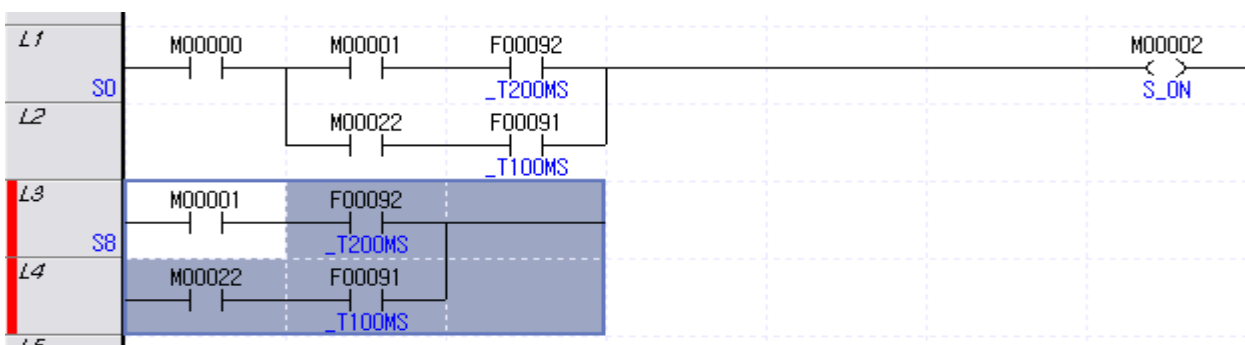 L1 M00000 M00001 F00092 M00002
S0 _T200MS S_ON
L2 M00022 F00091
_T100MS
L3 M00001 F00092
S8 _T200MS
L4 M00022 F00091
_T100MS